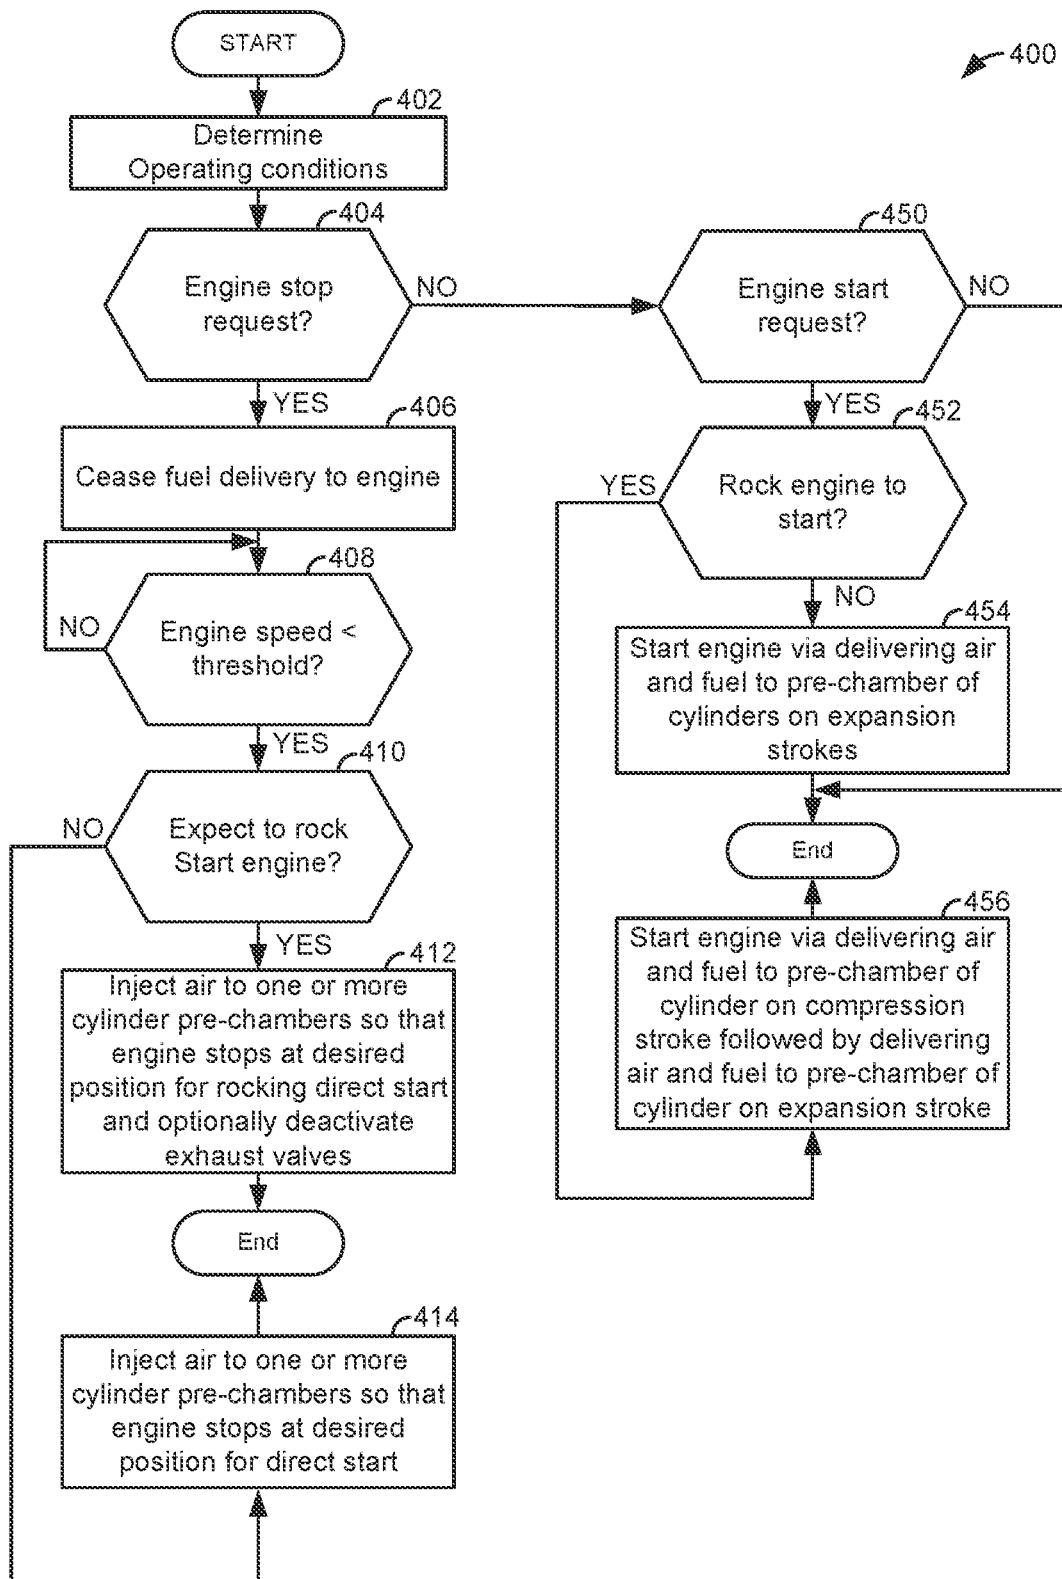 START
400
402
Determine
Operating conditions
404
Engine stop
request?
NO
YES
406
Cease fuel delivery to engine
408
NO
Engine speed <
threshold?
YES
410
NO
Expect to rock
Start engine?
YES
412
Inject air to one or more
cylinder pre-chambers so that
engine stops at desired
position for rocking direct start
and optionally deactivate
exhaust valves
End
414
Inject air to one or more
cylinder pre-chambers so that
engine stops at desired
position for direct start
450
Engine start
request?
NO
YES
452
YES
Rock engine to
start?
NO
454
Start engine via delivering air
and fuel to pre-chamber of
cylinders on expansion
strokes
End
456
Start engine via delivering air
and fuel to pre-chamber of
cylinder on compression
stroke followed by delivering
air and fuel to pre-chamber of
cylinder on expansion stroke